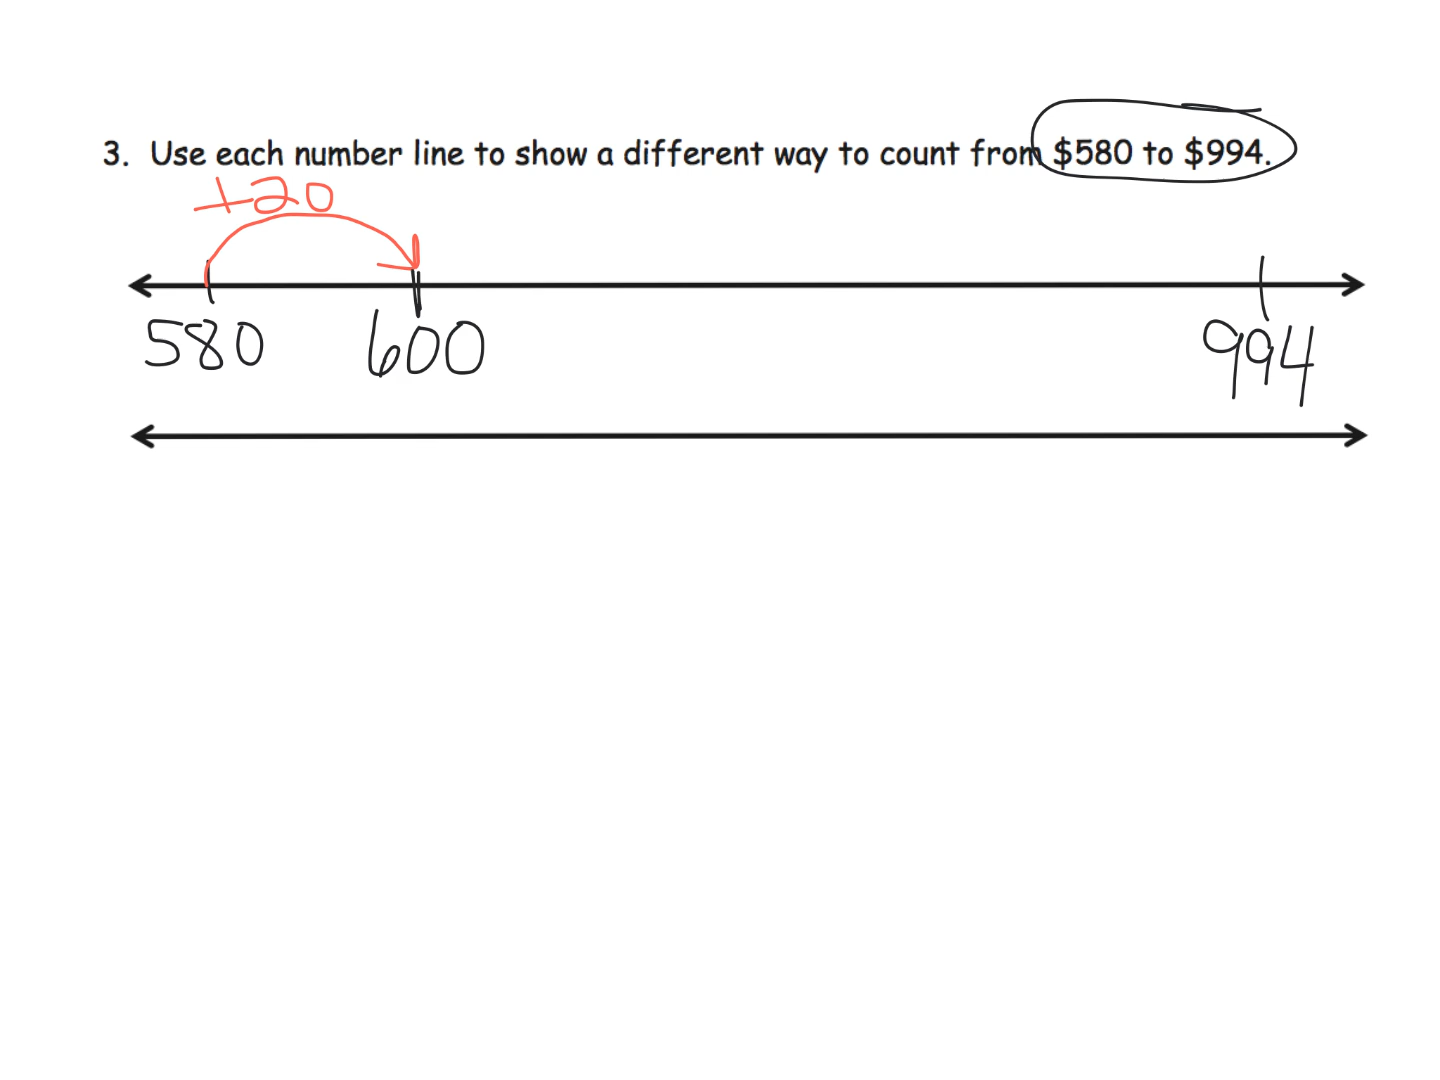 3. Use each number line to show a different way to count from $580 to $994.
+20
580 600 994